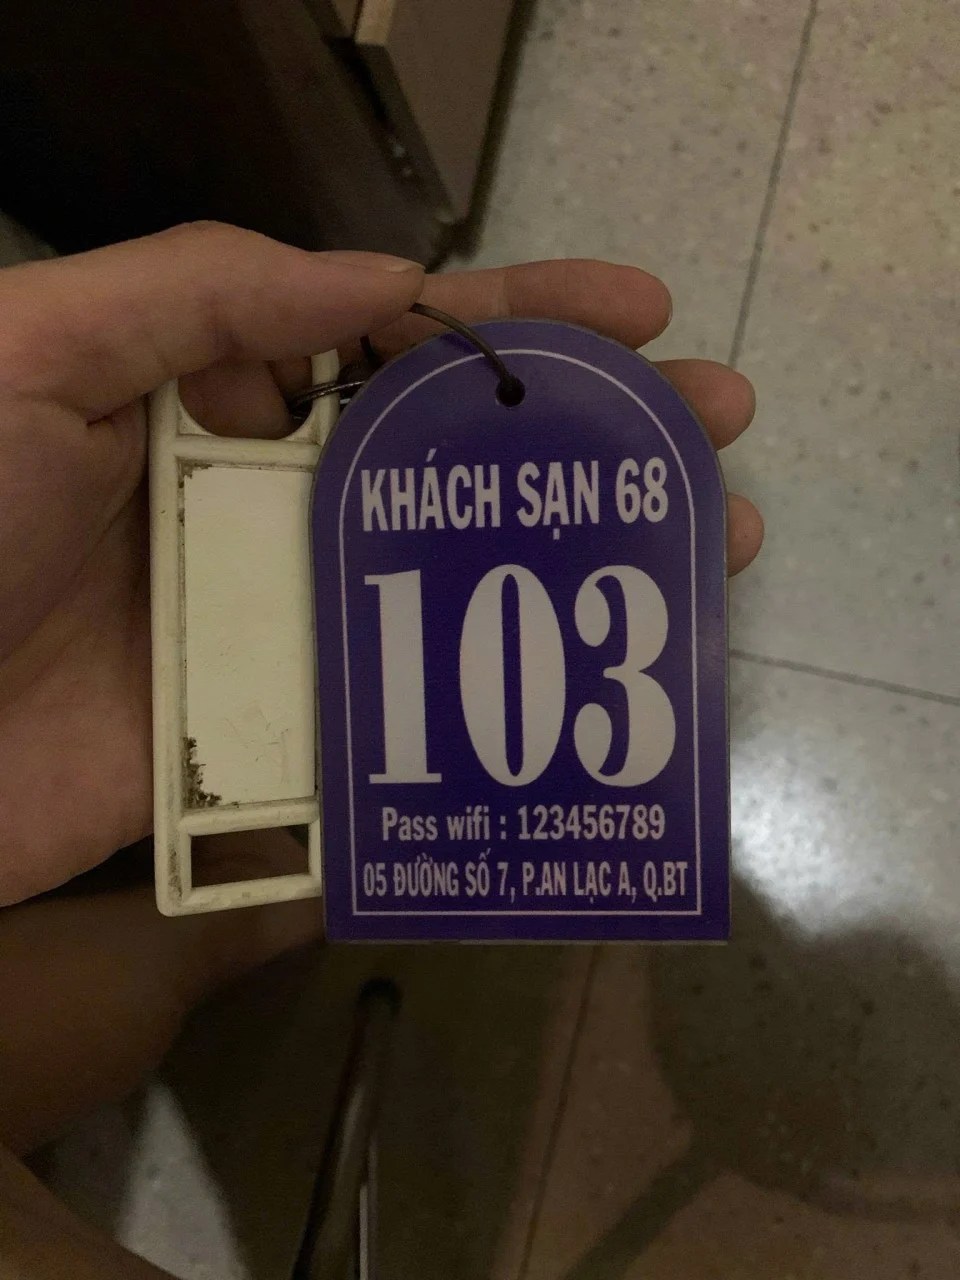 KHÁCH SẠN 68
103
Pass wifi : 123456789
05 ĐƯỜNG SỐ 7, P.AN LẠC A, Q.BT